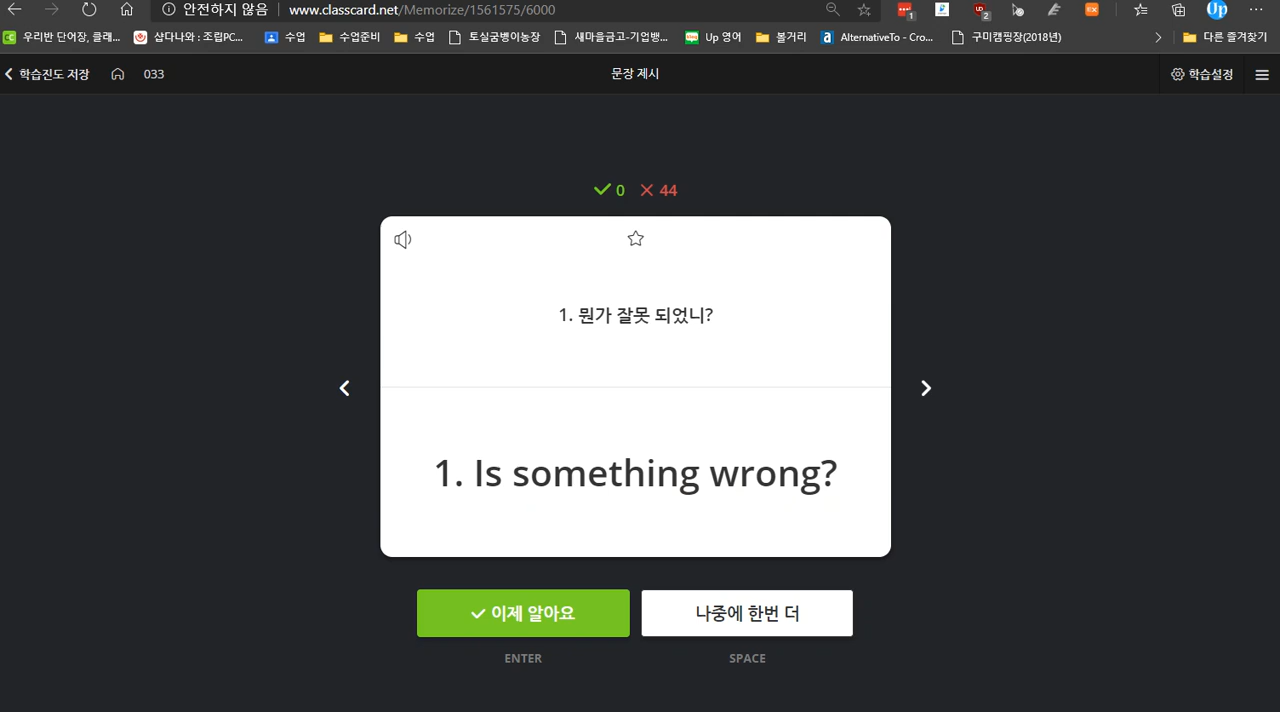 안전하지 않음 www.classcard.net/Memorize/1561575/6000
우리반 단어장, 클래... 샵다나와 : 조립PC... 수업 수업준비 수업 토실굼벵이농장 새마을금고-기업뱅... Up 영어 볼거리 AlternativeTo - Cro... 구미캠핑장(2018년) 다른 즐겨찾기
학습진도 저장 033 문장 제시 학습설정
0 44
1. 뭔가 잘못 되었니?
1. Is something wrong?
이제 알아요 나중에 한번 더
ENTER SPACE